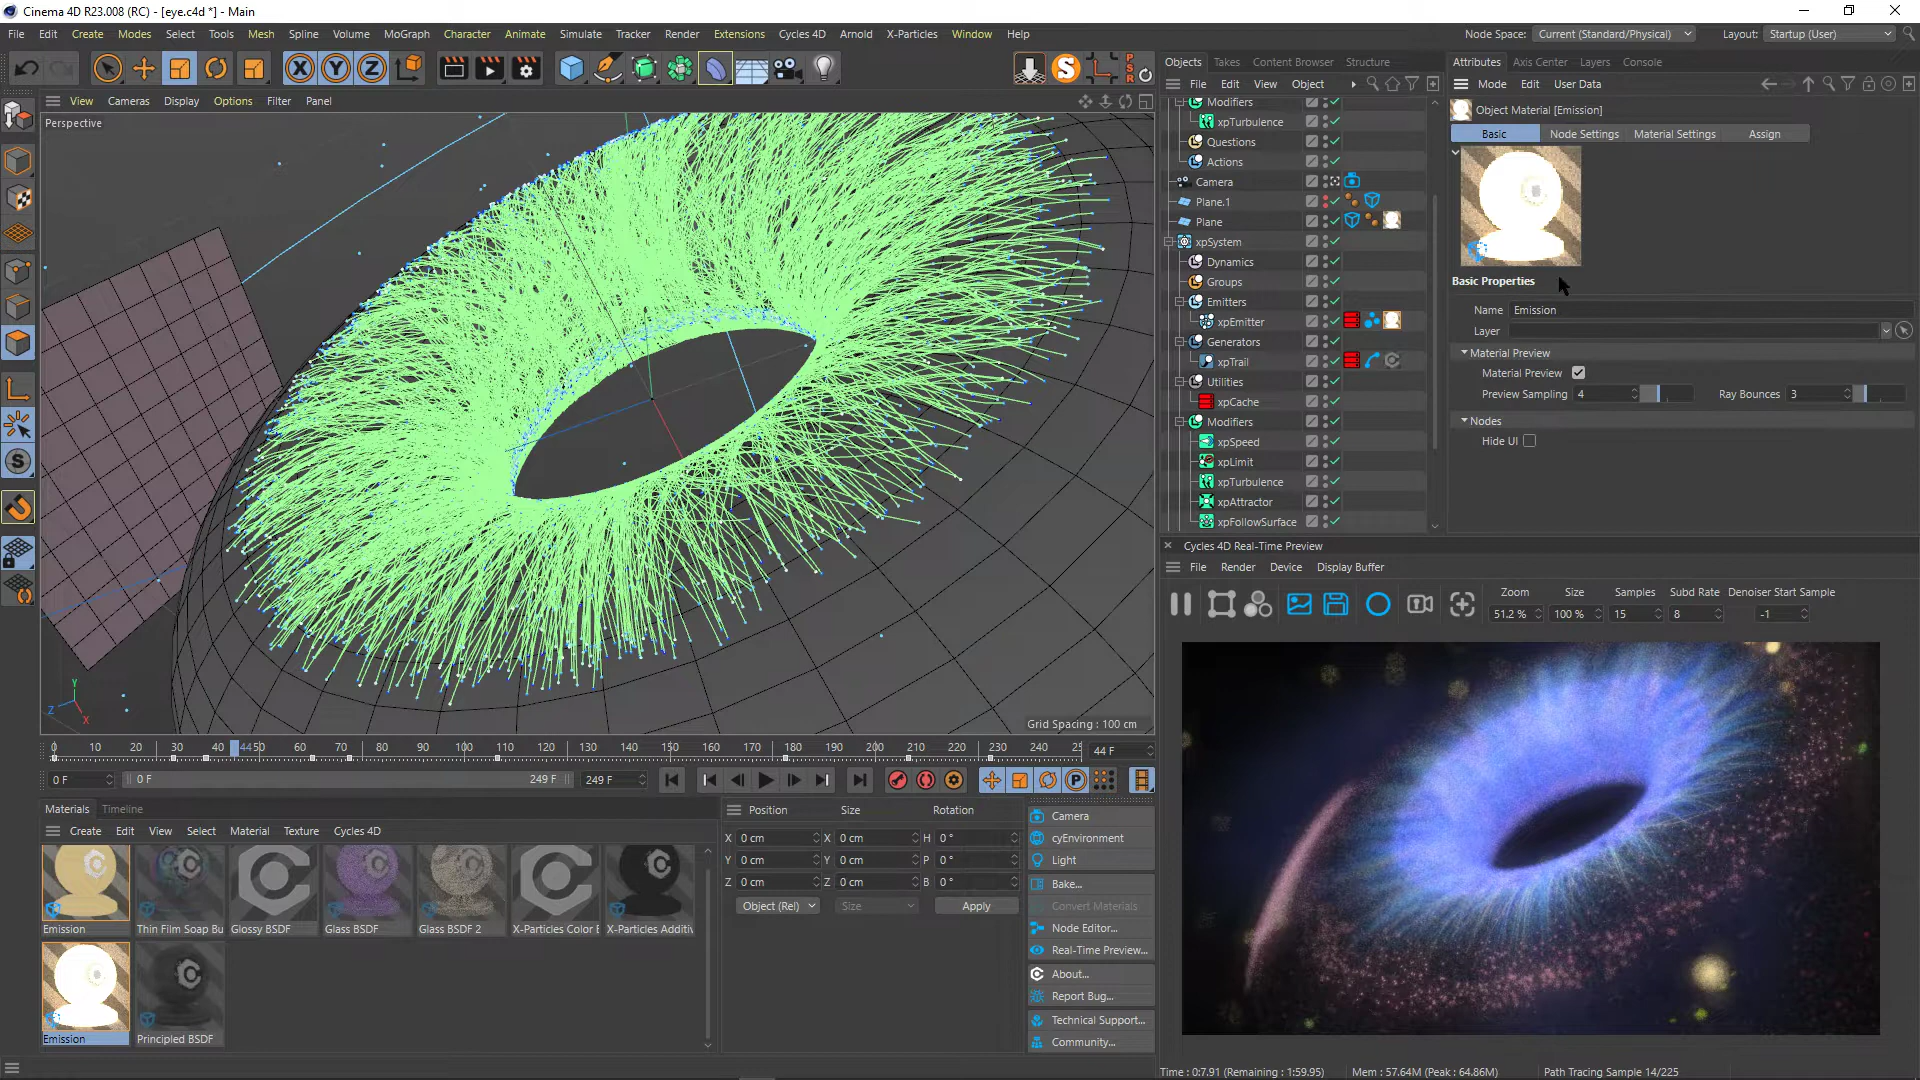 Cinema 4D R23.008 (RC) - [eye.c4d *] - Main
File Edit Create Modes Select Tools Mesh Spline Volume MoGraph Character Animate Simulate Tracker Render Extensions Cycles 4D Arnold X-Particles Window Help
Node Space: Current (Standard/Physical) Layout: Startup (User)
X Y Z S PSR
View Cameras Display Options Filter Panel
Perspective
Grid Spacing : 100 cm
Y Z X
0 10 20 30 40 44 50 60 70 80 90 100 110 120 130 140 150 160 170 180 190 200 210 220 230 240 25 44 F
0 F 0 F 249 F 249 F
Materials Timeline
Create Edit View Select Material Texture Cycles 4D
Emission Thin Film Soap Bu Glossy BSDF Glass BSDF Glass BSDF 2 X-Particles Color E X-Particles Additiv
Emission Principled BSDF
Position Size Rotation
X 0 cm X 0 cm H 0 °
Y 0 cm Y 0 cm P 0 °
Z 0 cm Z 0 cm B 0 °
Object (Rel) Size Apply
Camera
cyEnvironment
Light
Bake...
Convert Materials
Node Editor...
Real-Time Preview...
About...
Report Bug...
Technical Support...
Community...
Objects Takes Content Browser Structure
File Edit View Object
Modifiers
xpTurbulence
Questions
Actions
Camera
Plane.1
Plane
xpSystem
Dynamics
Groups
Emitters
xpEmitter
Generators
xpTrail
Utilities
xpCache
Modifiers
xpSpeed
xpLimit
xpTurbulence
xpAttractor
xpFollowSurface
Attributes Axis Center Layers Console
Mode Edit User Data
Object Material [Emission]
Basic Node Settings Material Settings Assign
Basic Properties
Name Emission
Layer
Material Preview
Material Preview
Preview Sampling 4 Ray Bounces 3
Nodes
Hide UI
Cycles 4D Real-Time Preview
File Render Device Display Buffer
Zoom Size Samples Subd Rate Denoiser Start Sample
51.2 % 100 % 15 8 -1
Time : 0:7.91 (Remaining : 1:59.95) Mem : 57.64M (Peak : 64.86M) Path Tracing Sample 14/225